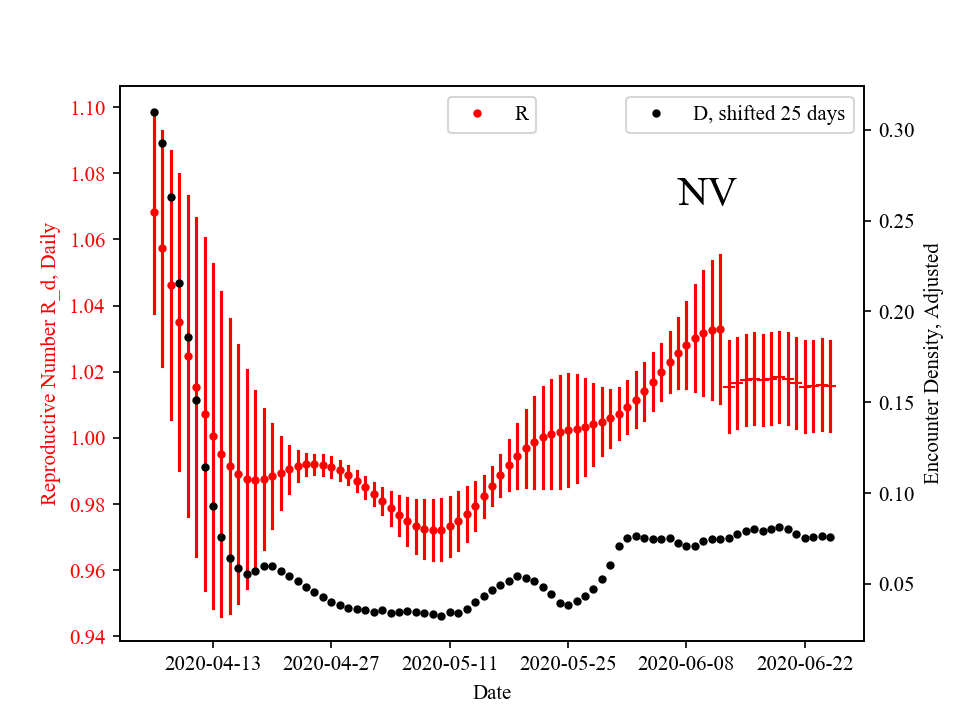 R
D, shifted 25 days
NV
Reproductive Number R_d, Daily
1.10
1.08
1.06
1.04
1.02
1.00
0.98
0.96
0.94
0.30
0.25
0.20
0.15
0.10
0.05
Encounter Density, Adjusted
2020-04-13 2020-04-27 2020-05-11 2020-05-25 2020-06-08 2020-06-22
Date